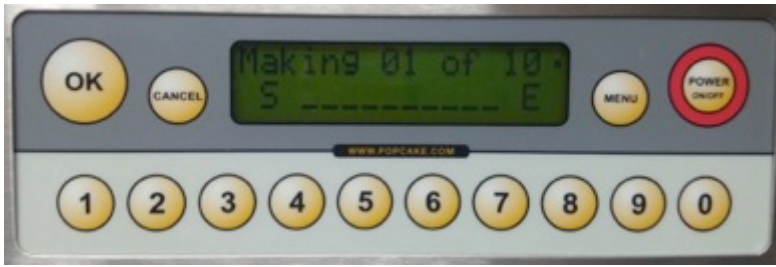 OK
CANCEL
Making 01 of 10
S _ _ _ _ _ _ _ _ _ _ E
MENU
POWER
ON/OFF
WWW.POPCAKE.COM
1 2 3 4 5 6 7 8 9 0